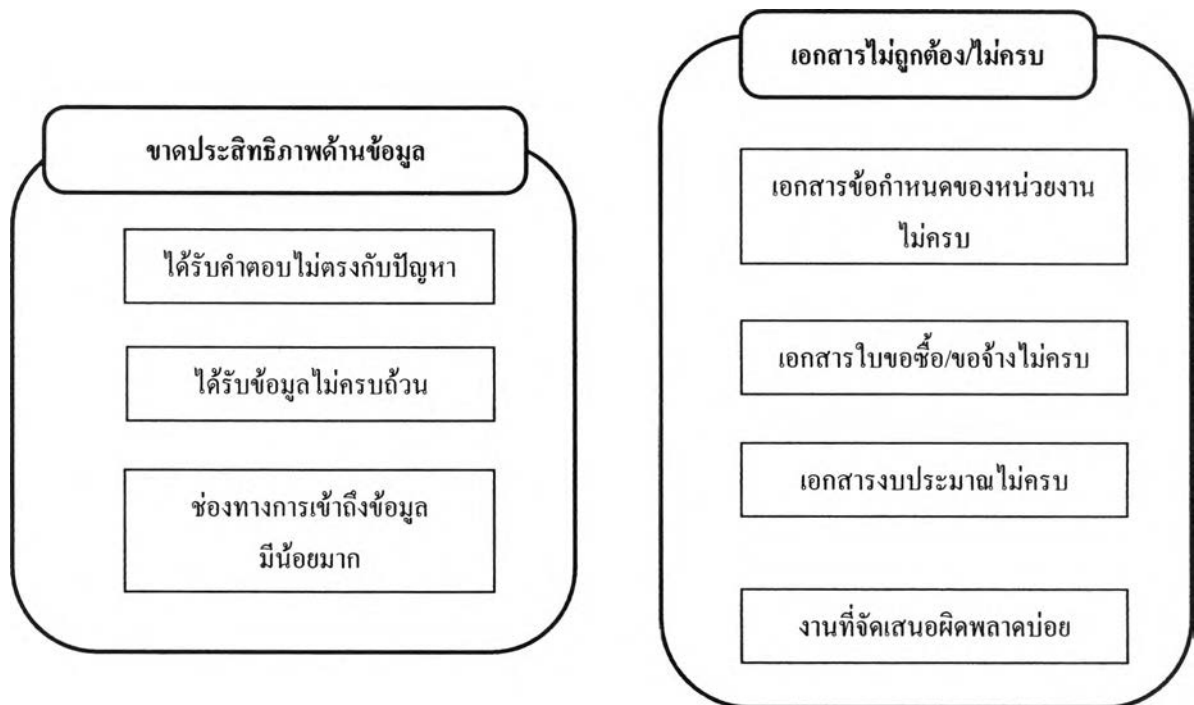 ขาดประสิทธิภาพด้านข้อมูล
ได้รับคำตอบไม่ตรงกับปัญหา
ได้รับข้อมูลไม่ครบถ้วน
ช่องทางการเข้าถึงข้อมูล
มีน้อยมาก
เอกสารไม่ถูกต้อง/ไม่ครบ
เอกสารข้อกำหนดของหน่วยงาน
ไม่ครบ
เอกสารใบขอซื้อ/ขอจ้างไม่ครบ
เอกสารงบประมาณไม่ครบ
งานที่จัดเสนอผิดพลาดบ่อย